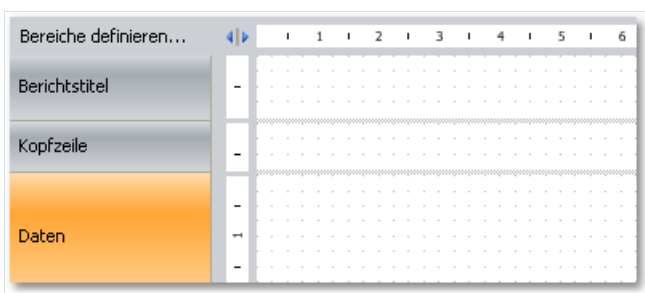 Bereiche definieren...
1 2 3 4 5 6
Berichtstitel
Kopfzeile
Daten
1